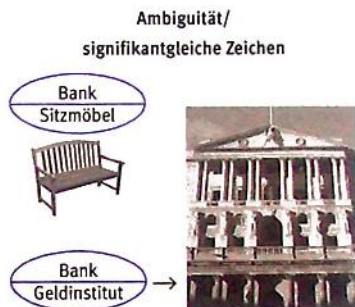 Ambiguität/
signifikantgleiche Zeichen
Bank
Sitzmöbel
Bank
Geldinstitut →